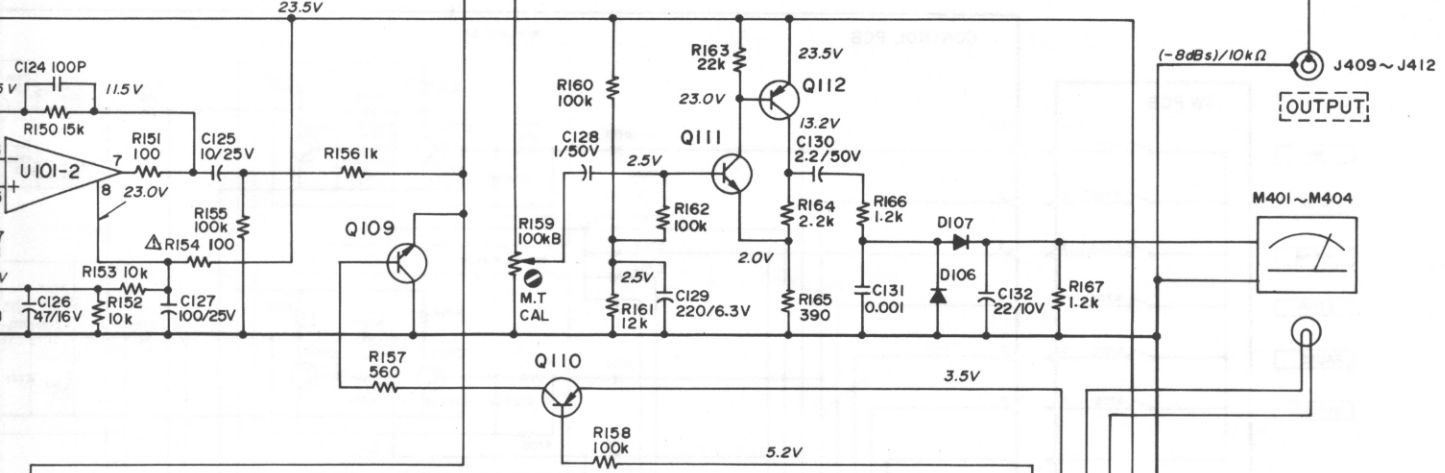 23.5V
C124 100P
11.5V
R150 15k
U101-2
7
8
23.0V
R151
100
C125
10/25V
R156 1k
R155
100k
⚠R154 100
R153 10k
C126
47/16V
R152
10k
C127
100/25V
Q109
R157
560
Q110
R158
100k
5.2V
3.5V
R159
100kB
M.T
CAL
R160
100k
C128
1/50V
2.5V
R162
100k
2.5V
R161
12k
C129
220/6.3V
Q111
R163
22k
23.0V
23.5V
Q112
13.2V
C130
2.2/50V
R164
2.2k
2.0V
R165
390
R166
1.2k
C131
0.001
D107
D106
C132
22/10V
R167
1.2k
(-8dBs)/10kΩ
J409~J412
OUTPUT
M401~M404
CONTROL PCB